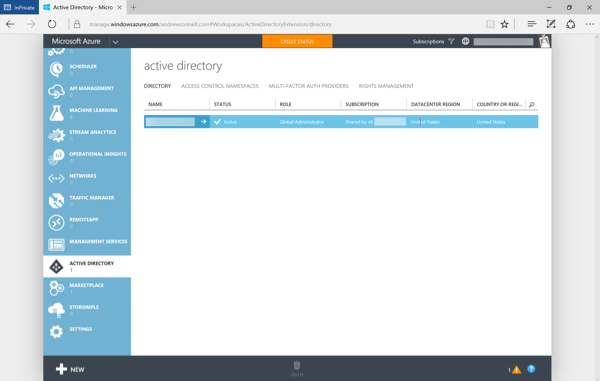 InPrivate
Active Directory - Micro
manage.windowsazure.com/andrewconnell.com#Workspaces/ActiveDirectoryExtension/directory
Microsoft Azure
CREDIT STATUS
Subscriptions
0
SCHEDULER
0
API MANAGEMENT
0
MACHINE LEARNING
0
STREAM ANALYTICS
0
OPERATIONAL INSIGHTS
0
NETWORKS
0
TRAFFIC MANAGER
0
REMOTEAPP
0
MANAGEMENT SERVICES
ACTIVE DIRECTORY
1
MARKETPLACE
1
STORSIMPLE
0
SETTINGS
active directory
DIRECTORY ACCESS CONTROL NAMESPACES MULTI-FACTOR AUTH PROVIDERS RIGHTS MANAGEMENT
NAME STATUS ROLE SUBSCRIPTION DATACENTER REGION COUNTRY OR REGI...
Active Global Administrator Shared by all United States United States
NEW
DELETE
1
?